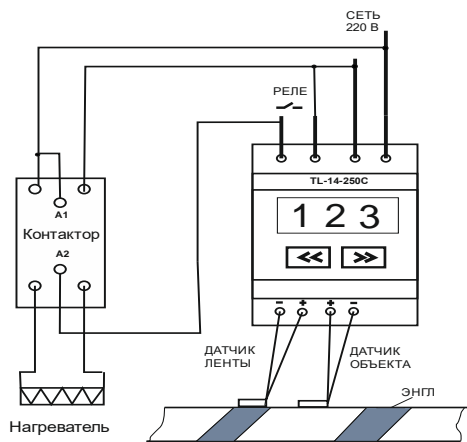 СЕТЬ
220 В
РЕЛЕ
TL-14-250C
1 2 3
A1
Контактор
A2
<< >>
- + + -
ДАТЧИК
ЛЕНТЫ
ДАТЧИК
ОБЪЕКТА
ЭНГЛ
Нагреватель